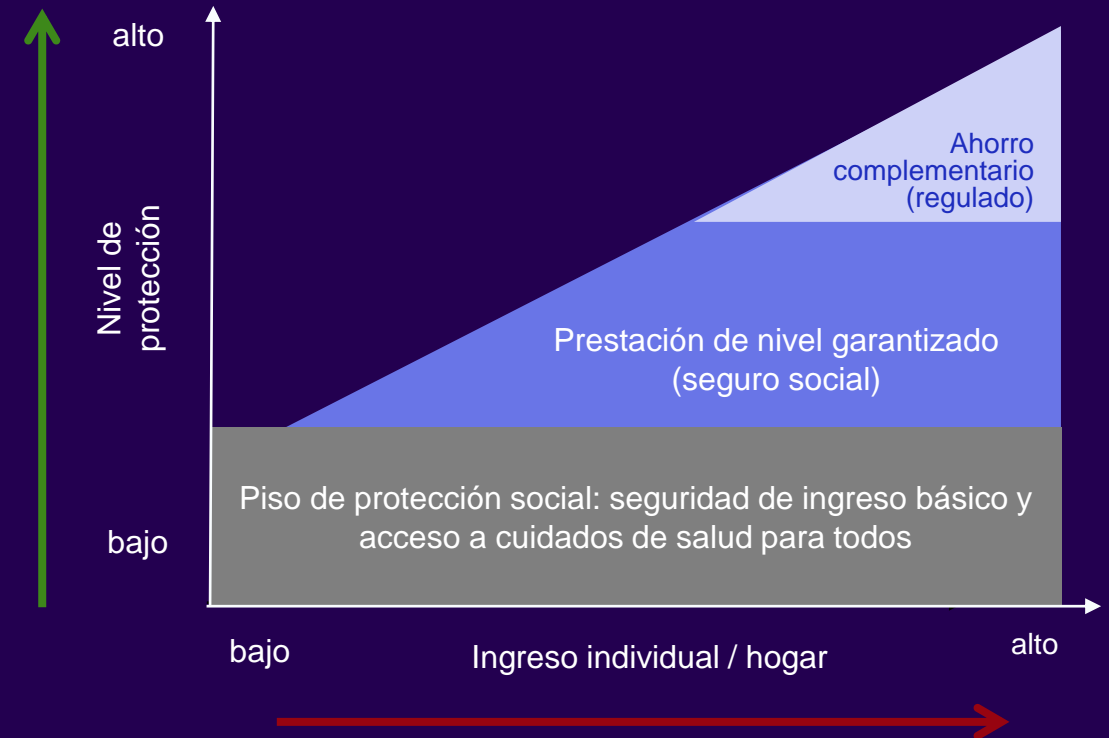 alto
Nivel de
protección
bajo
Ahorro
complementario
(regulado)
Prestación de nivel garantizado
(seguro social)
Piso de protección social: seguridad de ingreso básico y
acceso a cuidados de salud para todos
bajo
Ingreso individual / hogar
alto